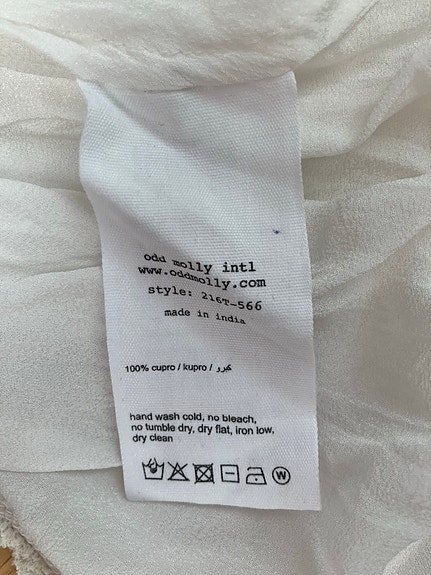 odd molly intl
www.oddmolly.com
style: 216T-566
made in india
100% cupro / kupro / كبرو
hand wash cold, no bleach,
no tumble dry, dry flat, iron low,
dry clean
W